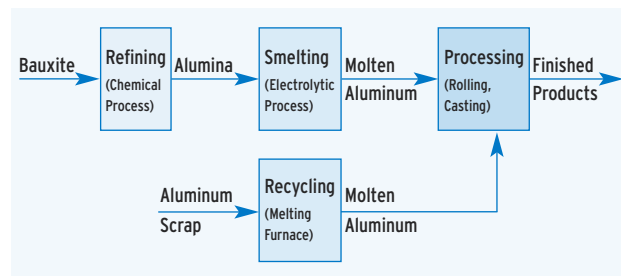 Bauxite
Refining
(Chemical
Process)
Alumina
Smelting
(Electrolytic
Process)
Molten
Aluminum
Processing
(Rolling,
Casting)
Finished
Products
Aluminum
Scrap
Recycling
(Melting
Furnace)
Molten
Aluminum